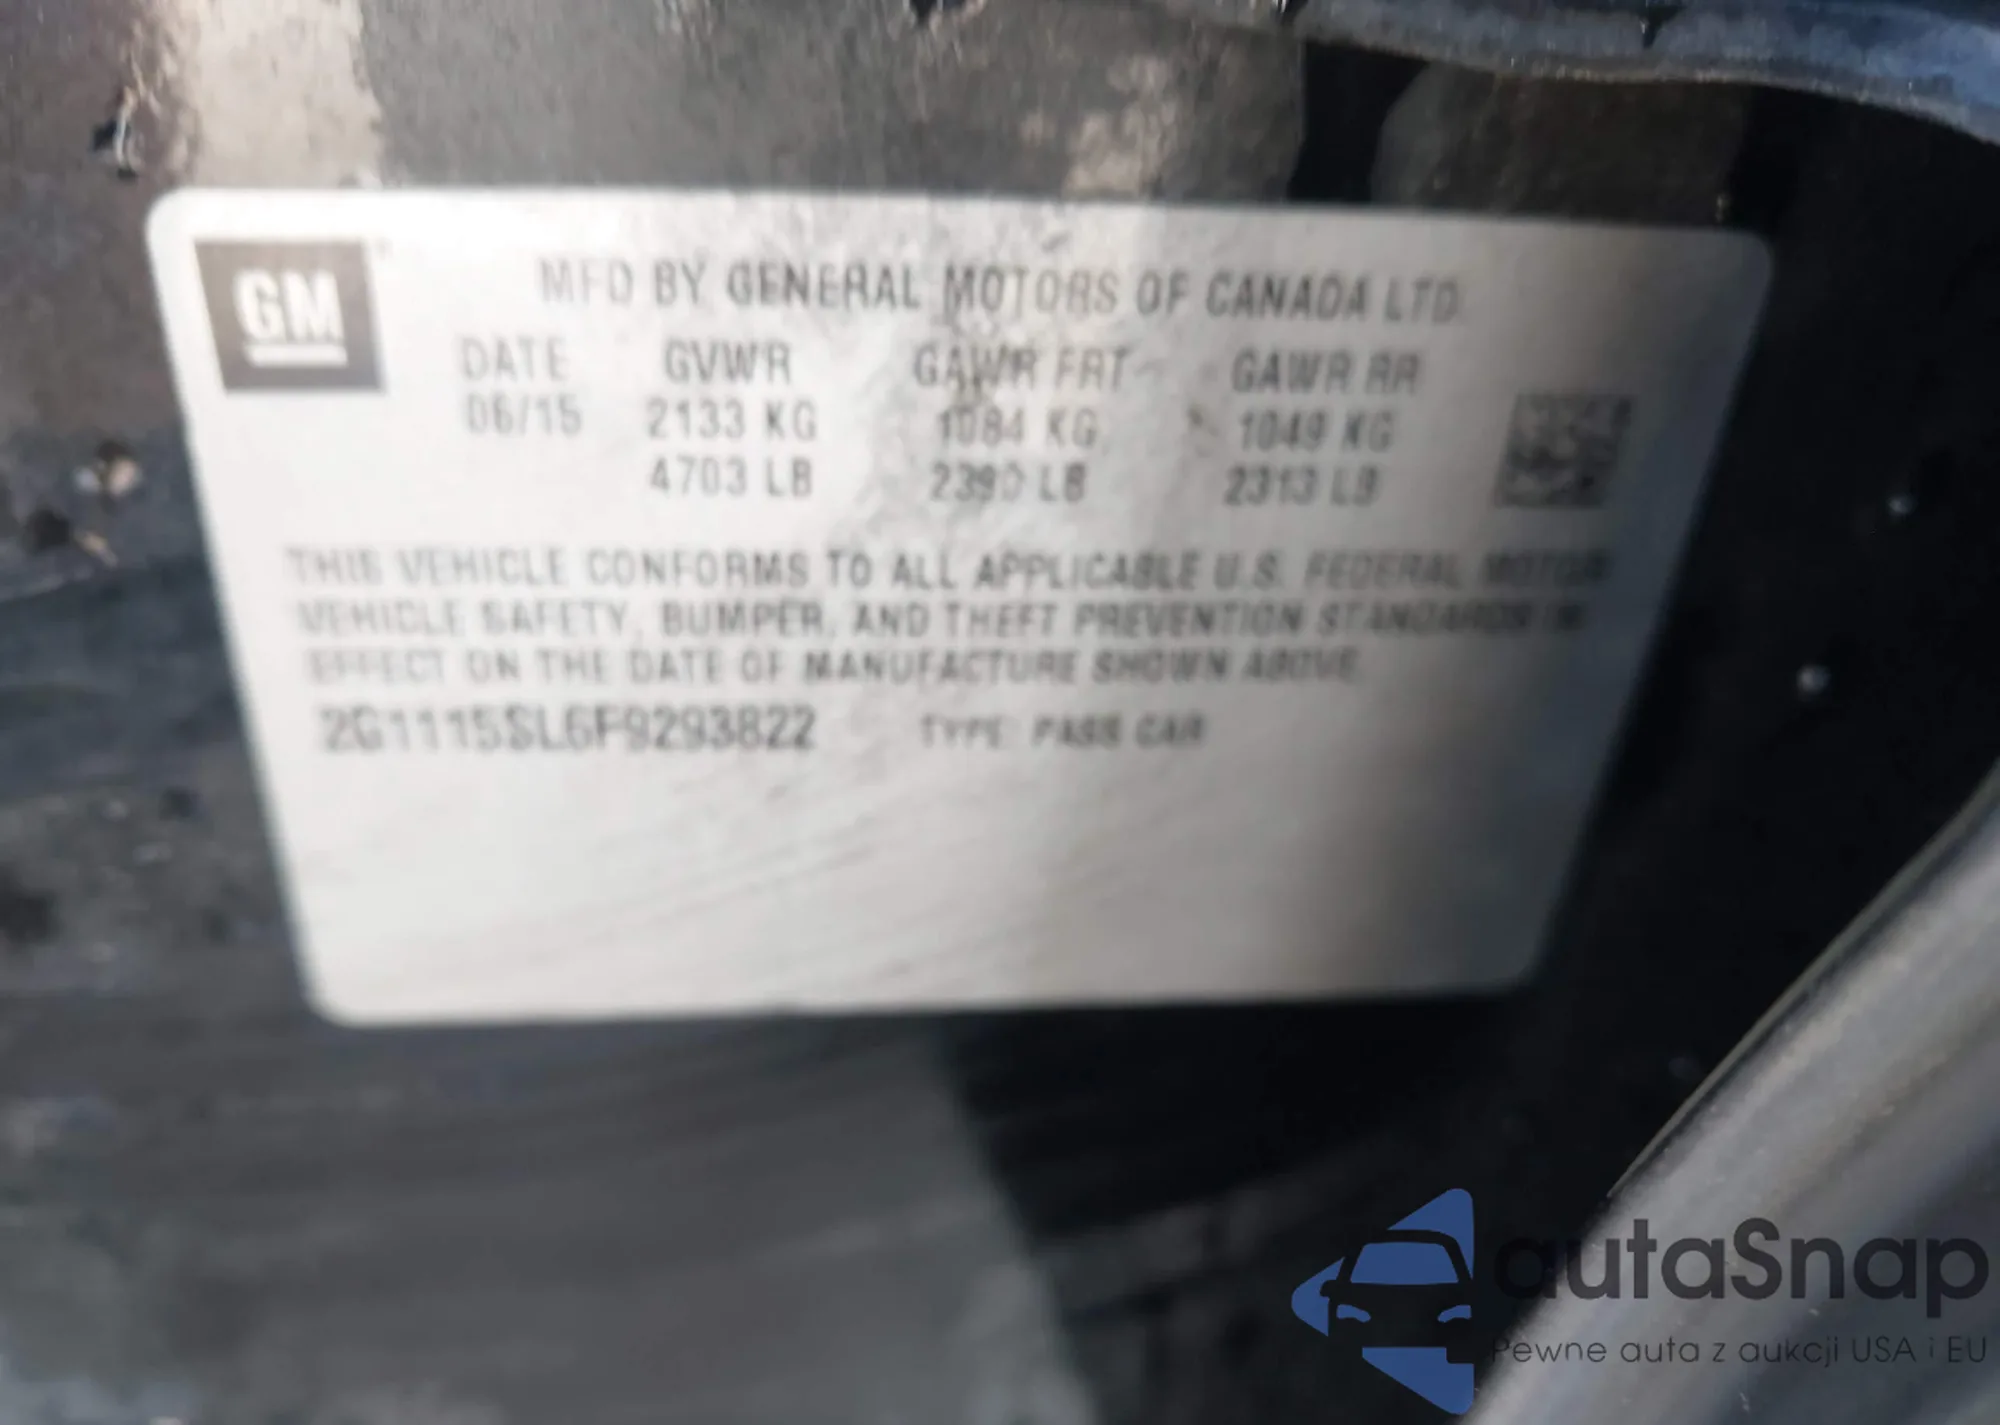 GM
MFD BY GENERAL MOTORS OF CANADA LTD.
DATE GVWR GAWR FRT GAWR RR
06/15 2133 KG 1084 KG 1049 KG
4703 LB 2390 LB 2313 LB
THIS VEHICLE CONFORMS TO ALL APPLICABLE U.S. FEDERAL MOTOR
VEHICLE SAFETY, BUMPER, AND THEFT PREVENTION STANDARDS IN
EFFECT ON THE DATE OF MANUFACTURE SHOWN ABOVE.
2G1115SL6F9293822 TYPE: PASS CAR
autaSnap
Pewne auta z aukcji USA i EU